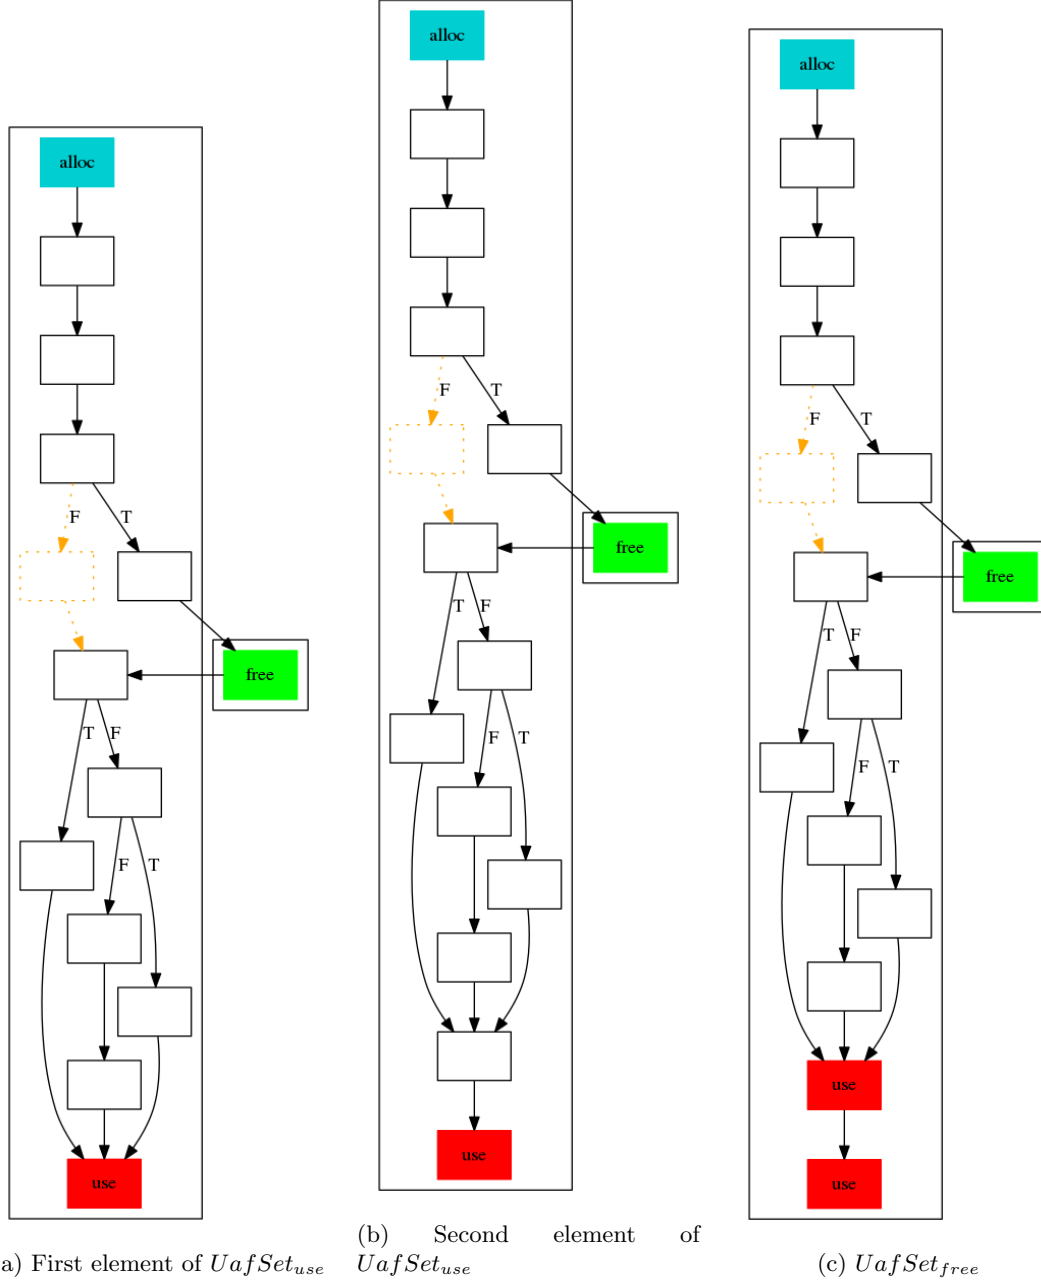 alloc
F
T
free
T
F
F
T
use
a) First element of UafSet_use
alloc
F
T
free
T
F
F
T
use
(b) Second element of
UafSet_use
alloc
F
T
free
T
F
F
T
use
use
(c) UafSet_free